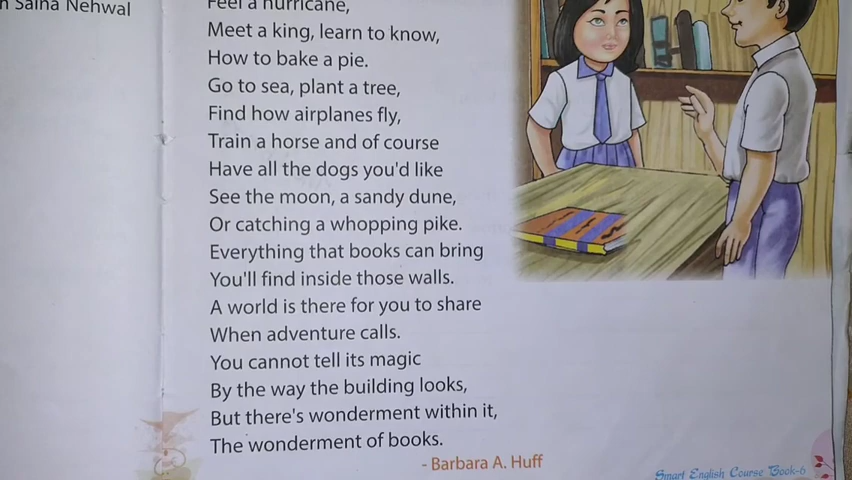 Saina Nehwal
Feel a hurricane,
Meet a king, learn to know,
How to bake a pie.
Go to sea, plant a tree,
Find how airplanes fly,
Train a horse and of course
Have all the dogs you'd like
See the moon, a sandy dune,
Or catching a whopping pike.
Everything that books can bring
You'll find inside those walls.
A world is there for you to share
When adventure calls.
You cannot tell its magic
By the way the building looks,
But there's wonderment within it,
The wonderment of books.
- Barbara A. Huff
Smart English Course Book-6